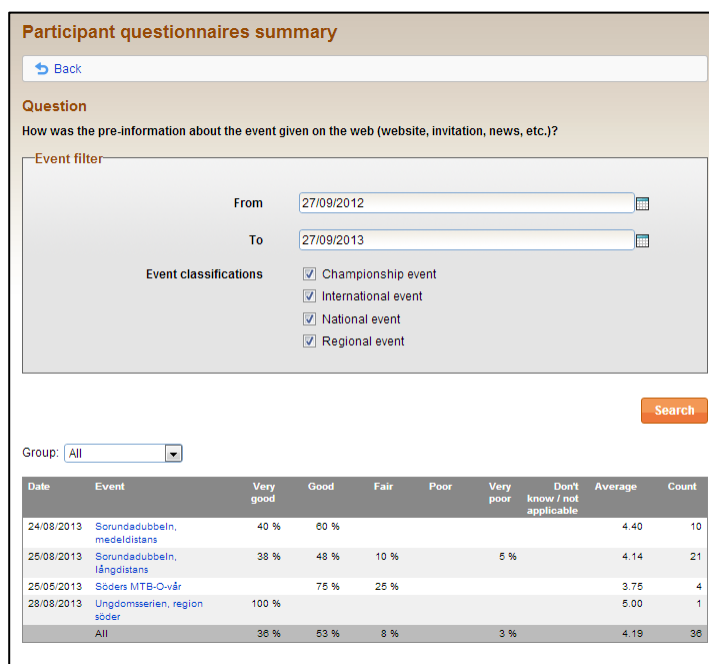 Participant questionnaires summary
Back
Question
How was the pre-information about the event given on the web (website, invitation, news, etc.)?
Event filter
From 27/09/2012
To 27/09/2013
Event classifications Championship event
International event
National event
Regional event
Search
Group: All
Date Event Very good Good Fair Poor Very poor Don't know / not applicable Average Count
24/08/2013 Sorundadubbeln, medeldistans 40 % 60 % 4.40 10
25/08/2013 Sorundadubbeln, långdistans 38 % 48 % 10 % 5 % 4.14 21
25/05/2013 Söders MTB-O-vår 75 % 25 % 3.75 4
28/08/2013 Ungdomsserien, region söder 100 % 5.00 1
All 36 % 53 % 8 % 3 % 4.19 36